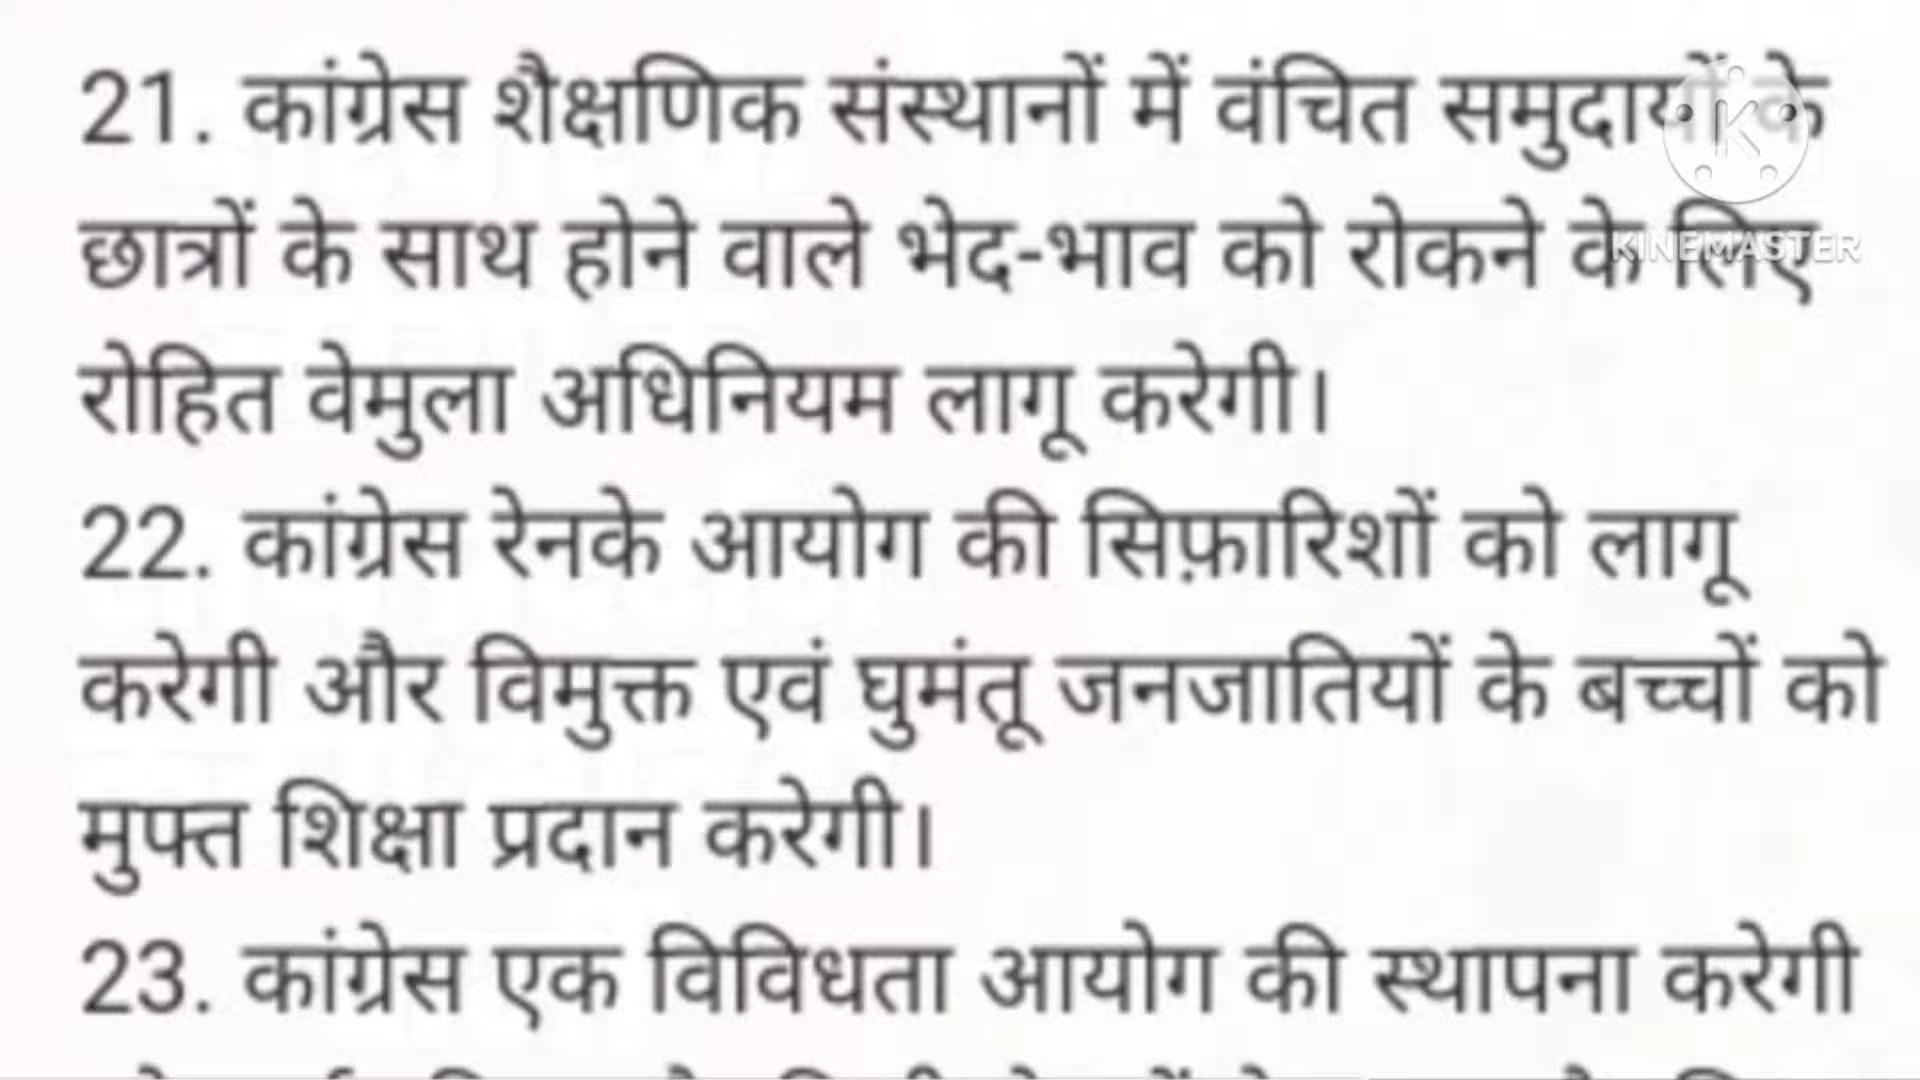 21. कांग्रेस शैक्षणिक संस्थानों में वंचित समुदायों के
छात्रों के साथ होने वाले भेद-भाव को रोकने के लिए
रोहित वेमुला अधिनियम लागू करेगी।
22. कांग्रेस रेनके आयोग की सिफ़ारिशों को लागू
करेगी और विमुक्त एवं घुमंतू जनजातियों के बच्चों को
मुफ्त शिक्षा प्रदान करेगी।
23. कांग्रेस एक विविधता आयोग की स्थापना करेगी
K
KINEMASTER